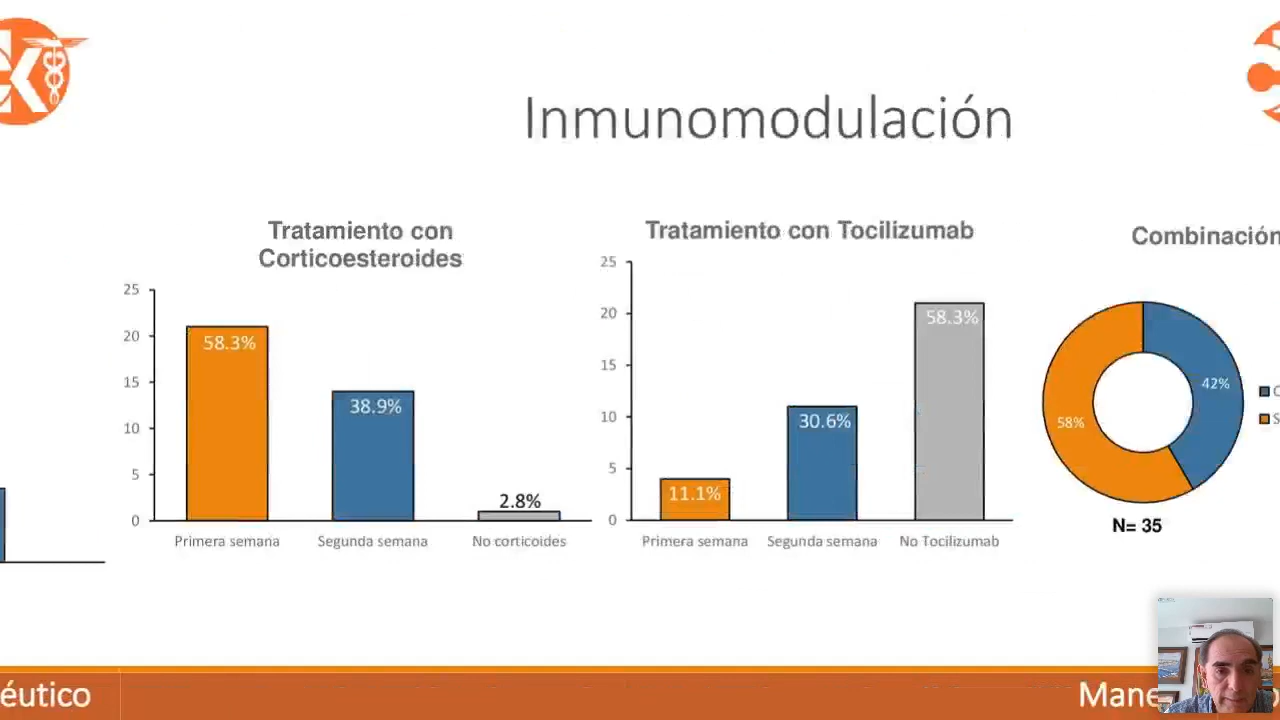 Inmunomodulación
Tratamiento con
Corticoesteroides
25
20
15
10
5
0
58.3%
38.9%
2.8%
Primera semana
Segunda semana
No corticoides
Tratamiento con Tocilizumab
25
20
15
10
5
0
11.1%
30.6%
58.3%
Primera semana
Segunda semana
No Tocilizumab
Combinación
42%
58%
N= 35
éutico
Mane